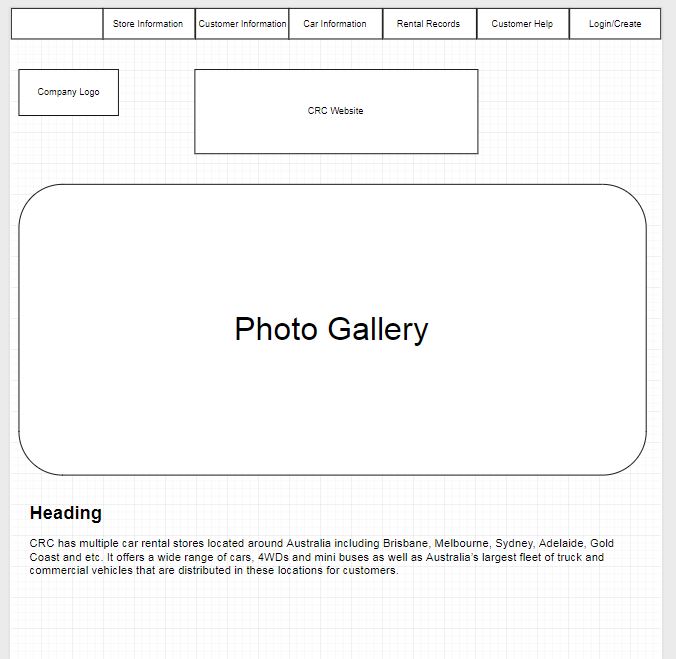 Store Information Customer Information Car Information Rental Records Customer Help Login/Create
Company Logo
CRC Website
Photo Gallery
Heading
CRC has multiple car rental stores located around Australia including Brisbane, Melbourne, Sydney, Adelaide, Gold
Coast and etc. It offers a wide range of cars, 4WDs and mini buses as well as Australia's largest fleet of truck and
commercial vehicles that are distributed in these locations for customers.